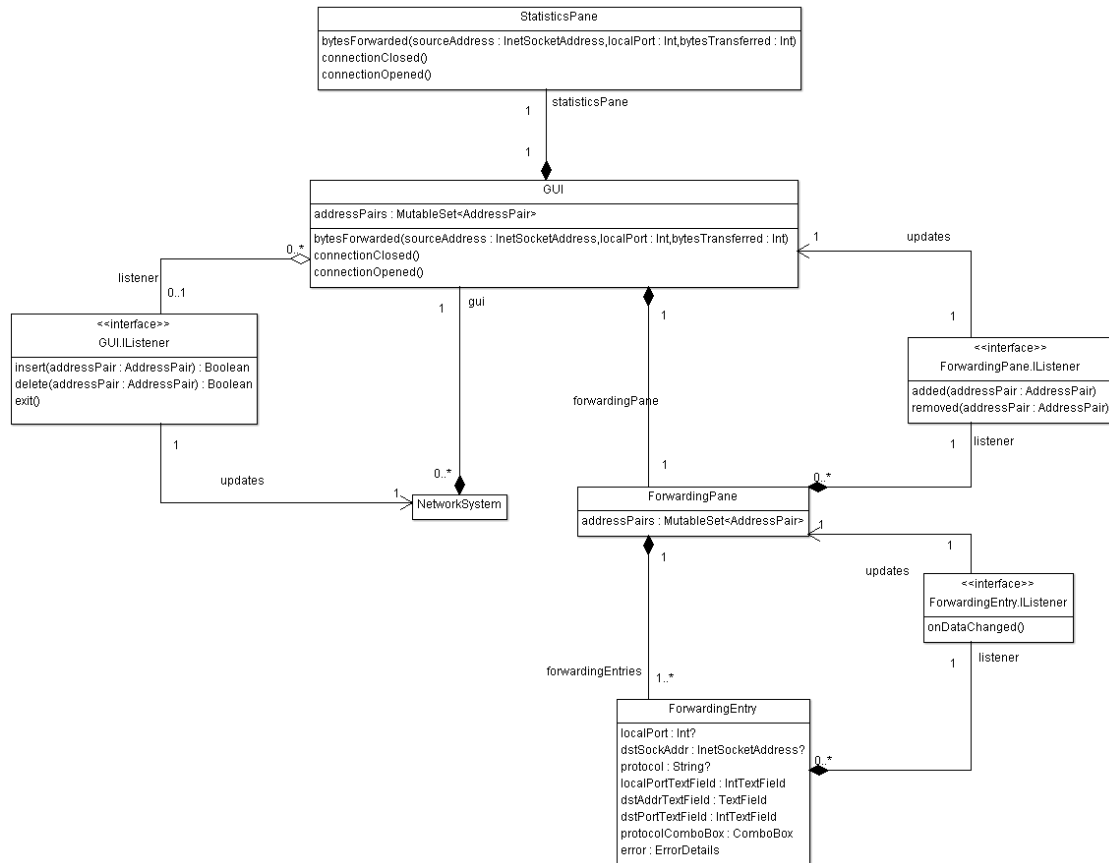 StatisticsPane
bytesForwarded(sourceAddress : InetSocketAddress,localPort : Int,bytesTransferred : Int)
connectionClosed()
connectionOpened()
statisticsPane
1
1
GUI
addressPairs : MutableSet<AddressPair>
bytesForwarded(sourceAddress : InetSocketAddress,localPort : Int,bytesTransferred : Int)
connectionClosed()
connectionOpened()
0..*
listener
0..1
1
gui
1
1
updates
<<interface>>
GUI.IListener
insert(addressPair : AddressPair) : Boolean
delete(addressPair : AddressPair) : Boolean
exit()
1
<<interface>>
ForwardingPane.IListener
added(addressPair : AddressPair)
removed(addressPair : AddressPair)
forwardingPane
1
updates
1
0..*
NetworkSystem
1
0..*
1
listener
ForwardingPane
addressPairs : MutableSet<AddressPair>
1
1
1
updates
<<interface>>
ForwardingEntry.IListener
onDataChanged()
forwardingEntries
1..*
1
listener
ForwardingEntry
localPort : Int?
dstSockAddr : InetSocketAddress?
protocol : String?
localPortTextField : IntTextField
dstAddrTextField : TextField
dstPortTextField : IntTextField
protocolComboBox : ComboBox
error : ErrorDetails
0..*